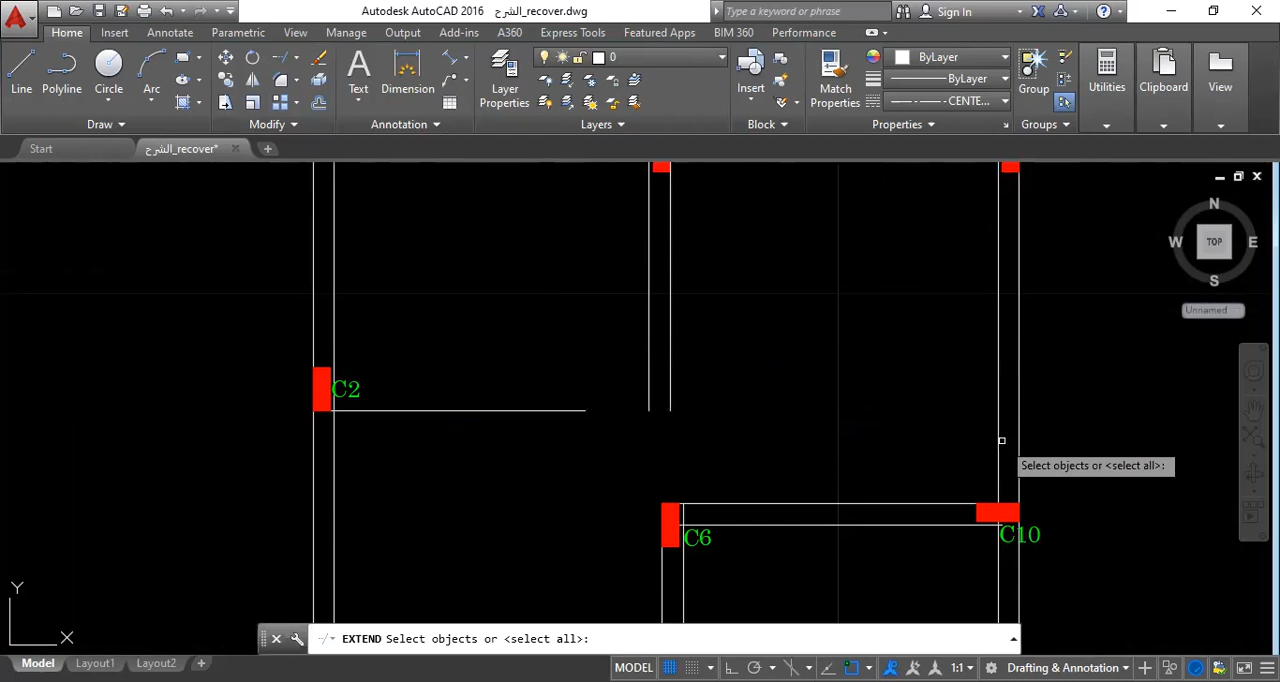 Autodesk AutoCAD 2016 الشرح_recover.dwg
Type a keyword or phrase
Sign In
Home Insert Annotate Parametric View Manage Output Add-ins A360 Express Tools Featured Apps BIM 360 Performance
Line Polyline Circle Arc
Text Dimension
Layer Properties
0
Insert
Match Properties
ByLayer
ByLayer
CENTE...
Group
Utilities
Clipboard
View
Draw Modify Annotation Layers Block Properties Groups
Start
الشرح_recover*
N
W TOP E
S
Unnamed
C2
Select objects or <select all>:
C6
C10
Y
X
EXTEND Select objects or <select all>:
Model Layout1 Layout2
MODEL 1:1 Drafting & Annotation